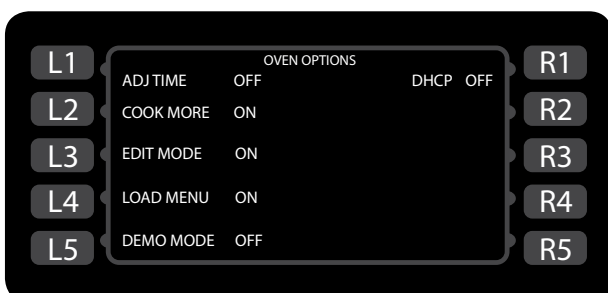 OVEN OPTIONS
L1 ADJ TIME OFF DHCP OFF R1
L2 COOK MORE ON R2
L3 EDIT MODE ON R3
L4 LOAD MENU ON R4
L5 DEMO MODE OFF R5